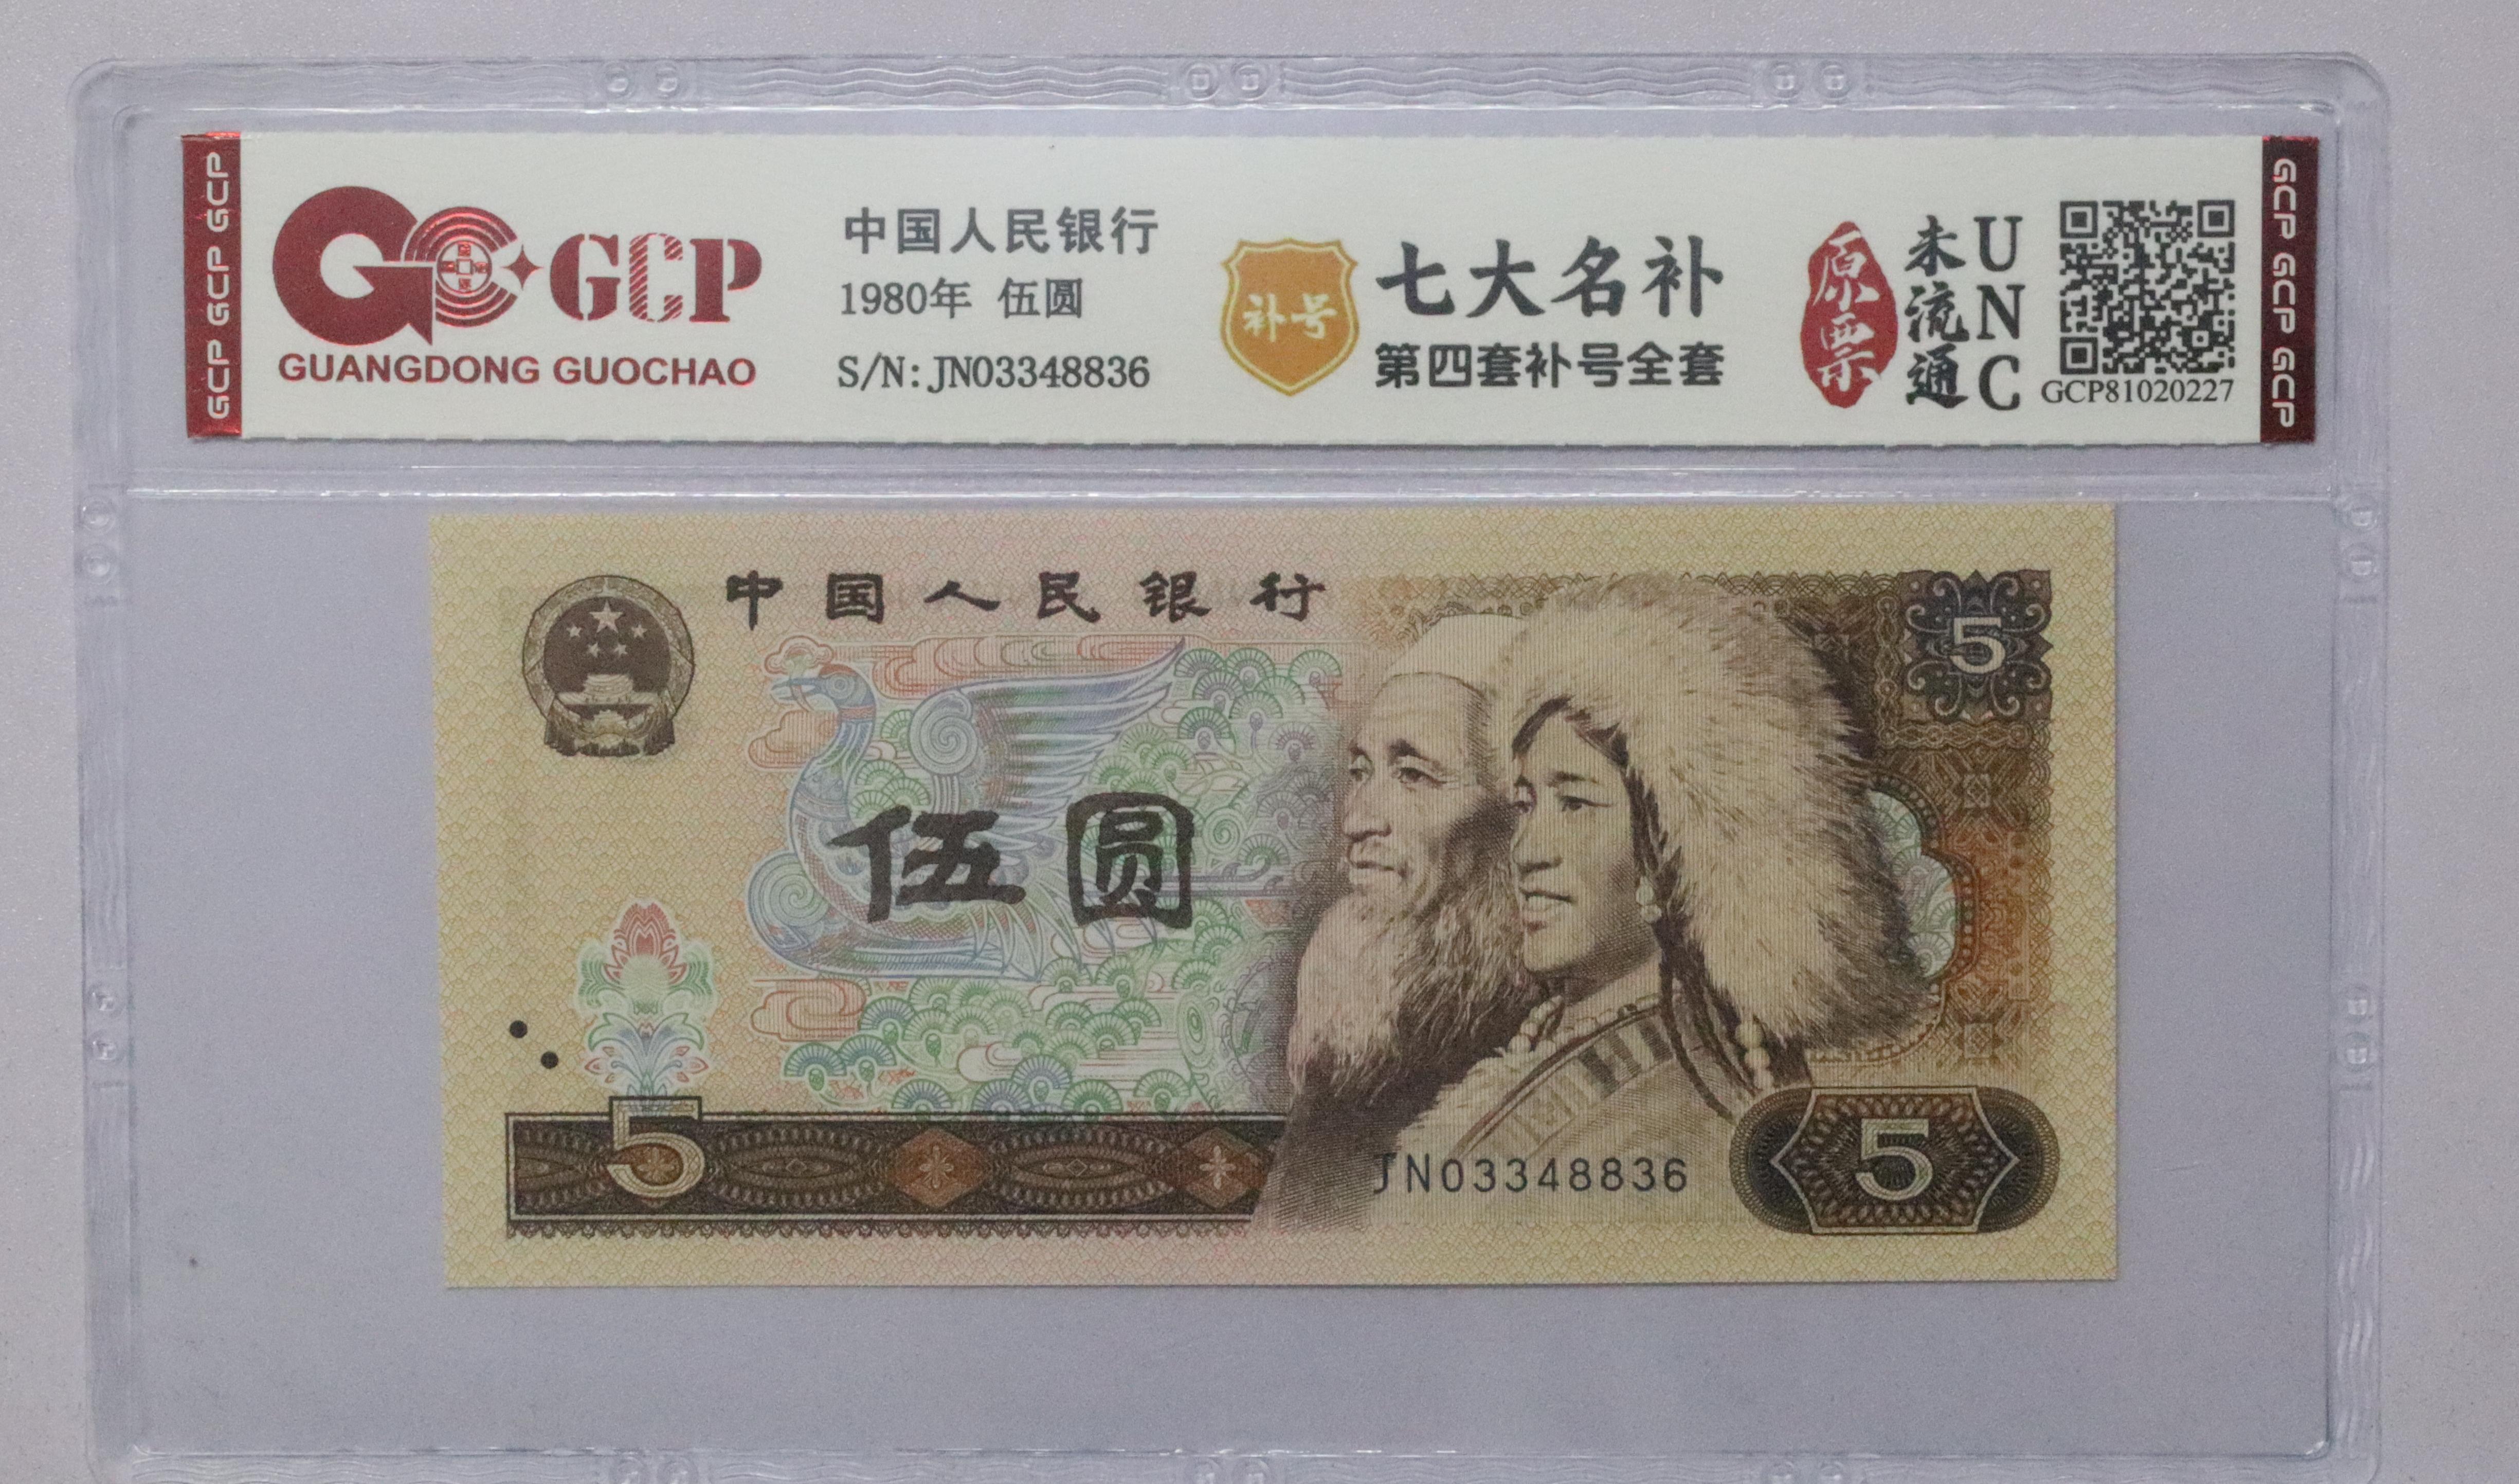 GCP GCP GCP
GCP
GUANGDONG GUOCHAO
中国人民银行
1980年 伍圆
S/N: JN03348836
补号
七大名补
第四套补号全套
原票
未流通
UNC
GCP81020227
GCP GCP GCP
中国人民银行
5
伍圆
5
JN03348836
5